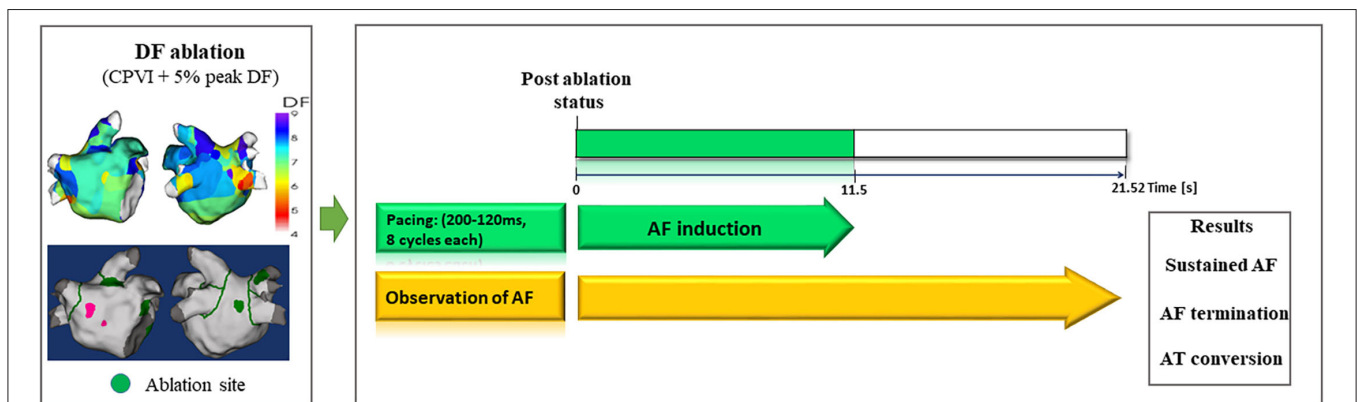 DF ablation
(CPVI + 5% peak DF)
DF
9
8
7
6
5
4
Ablation site
Post ablation
status
0
11.5
21.52 Time [s]
Pacing: (200-120ms,
8 cycles each)
AF induction
Observation of AF
Results
Sustained AF
AF termination
AT conversion